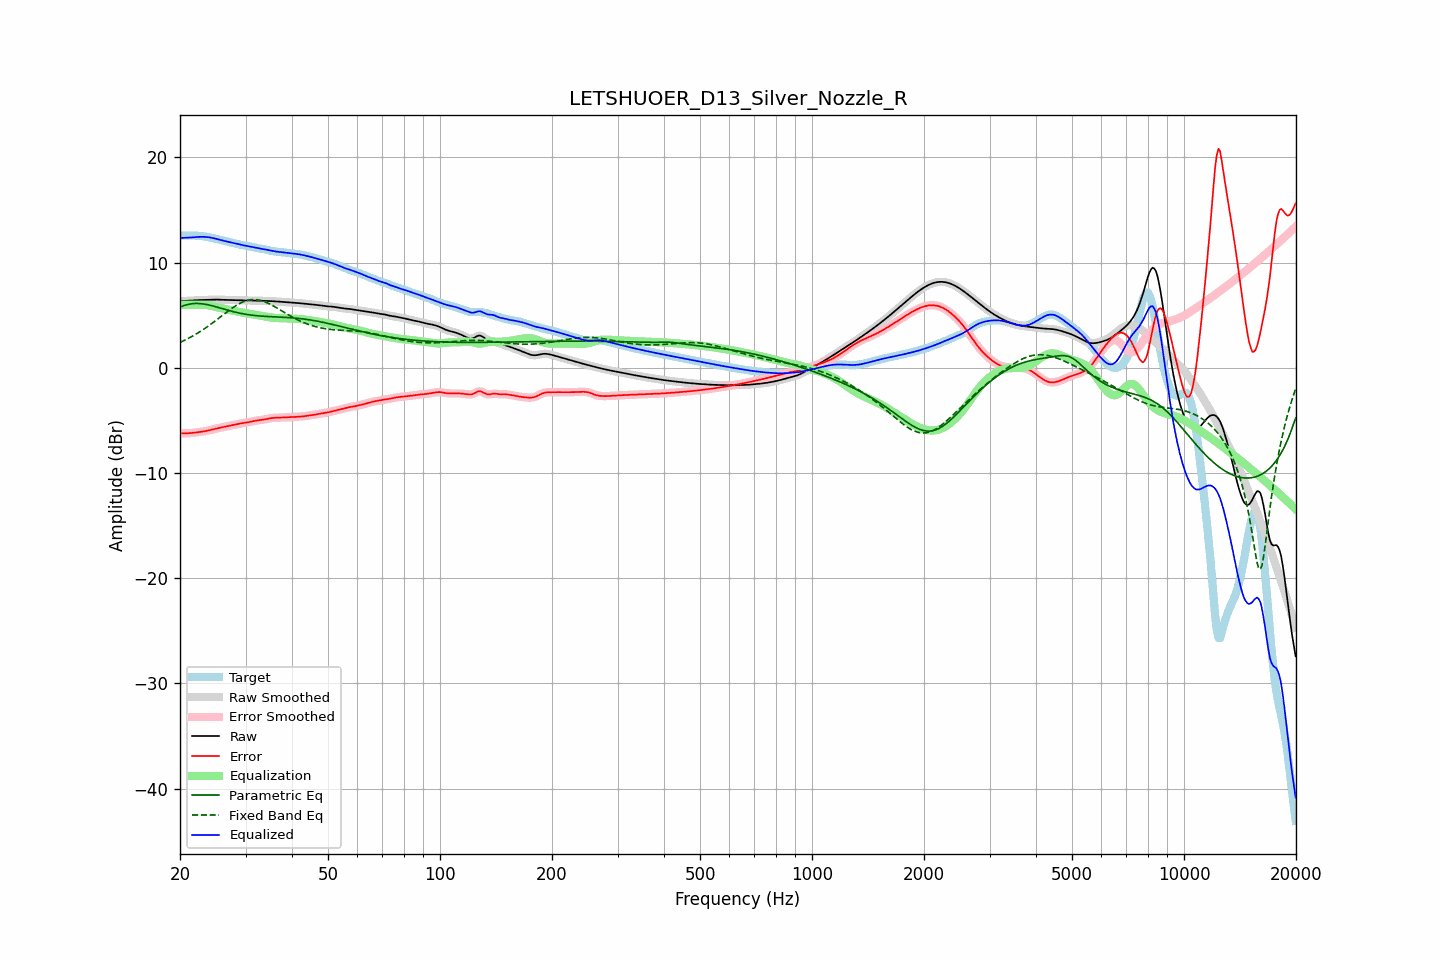 LETSHUOER_D13_Silver_Nozzle_R
20
10
0
−10
−20
−30
−40
Amplitude (dBr)
Target
Raw Smoothed
Error Smoothed
Raw
Error
Equalization
Parametric Eq
Fixed Band Eq
Equalized
20 50 100 200 500 1000 2000 5000 10000 20000
Frequency (Hz)